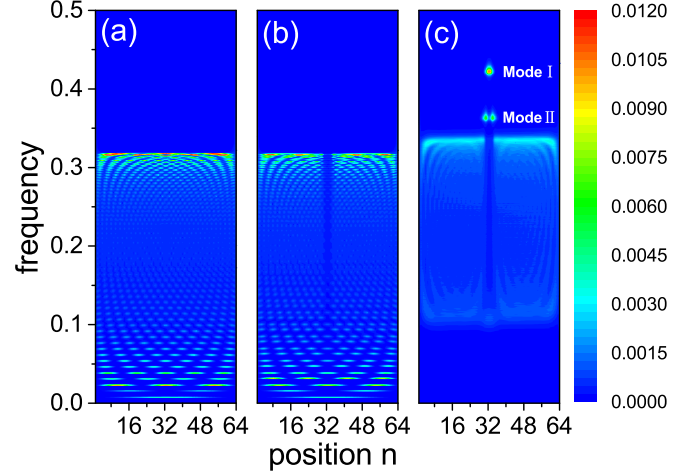 (a)
(b)
(c)
Mode I
Mode II
0.5
0.4
0.3
0.2
0.1
0.0
frequency
16 32 48 64 16 32 48 64 16 32 48 64
position n
0.0120
0.0105
0.0090
0.0075
0.0060
0.0045
0.0030
0.0015
0.0000